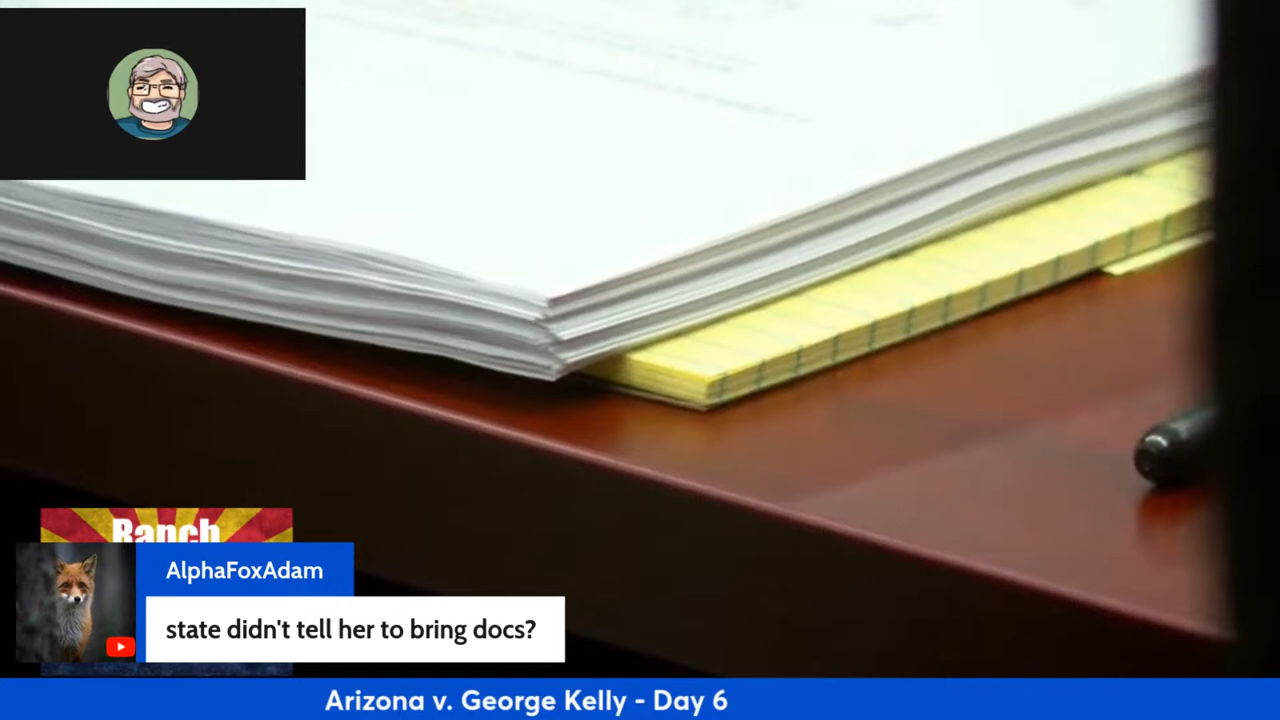 Ranch
AlphaFoxAdam
state didn't tell her to bring docs?
Arizona v. George Kelly - Day 6